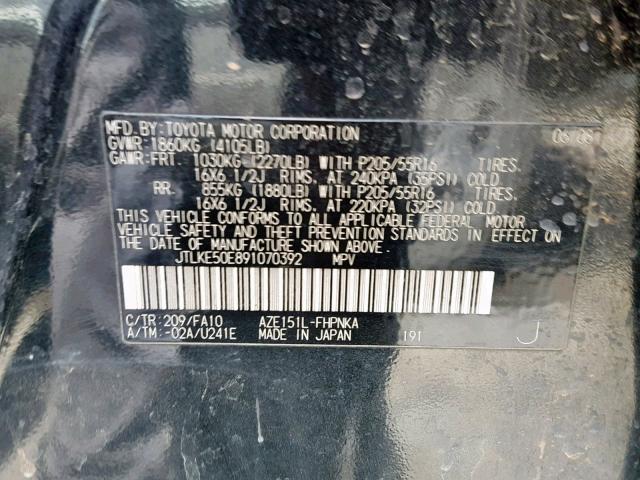 MFD. BY: TOYOTA MOTOR CORPORATION 06/08
GVWR: 1860KG (4105LB)
GAWR: FRT. 1030KG (2270LB) WITH P205/55R16 TIRES,
16X6 1/2J RIMS, AT 240KPA (35PSI) COLD
RR. 855KG (1880LB) WITH P205/55R16 TIRES,
16X6 1/2J RIMS, AT 220KPA (32PSI) COLD
THIS VEHICLE CONFORMS TO ALL APPLICABLE FEDERAL MOTOR
VEHICLE SAFETY AND THEFT PREVENTION STANDARDS IN EFFECT ON
THE DATE OF MANUFACTURE SHOWN ABOVE.
JTLKE50E891070392 MPV
C/TR: 209/FA10 AZE151L-FHPNKA
A/TM: -02A/U241E MADE IN JAPAN 191 J